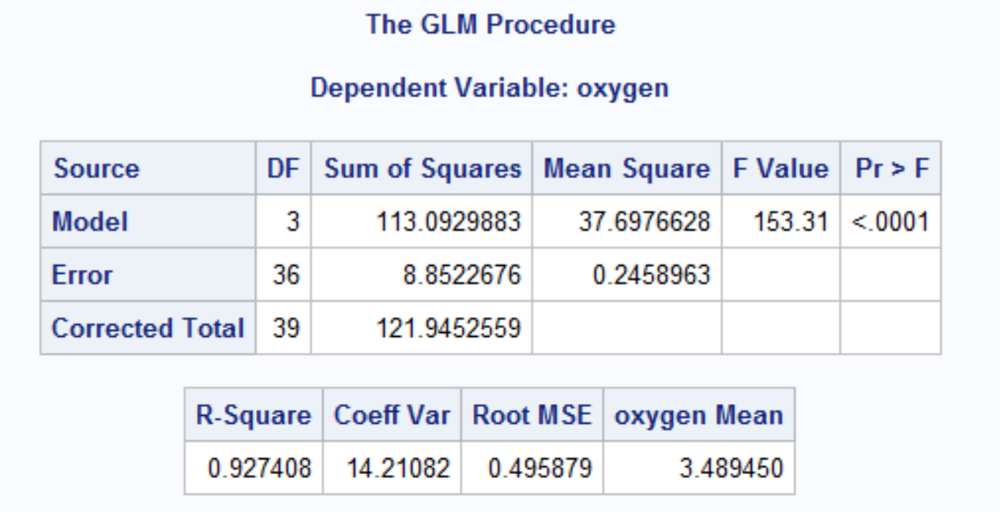 The GLM Procedure
Dependent Variable: oxygen
Source DF Sum of Squares Mean Square F Value Pr > F
Model 3 113.0929883 37.6976628 153.31 <.0001
Error 36 8.8522676 0.2458963
Corrected Total 39 121.9452559
R-Square Coeff Var Root MSE oxygen Mean
0.927408 14.21082 0.495879 3.489450